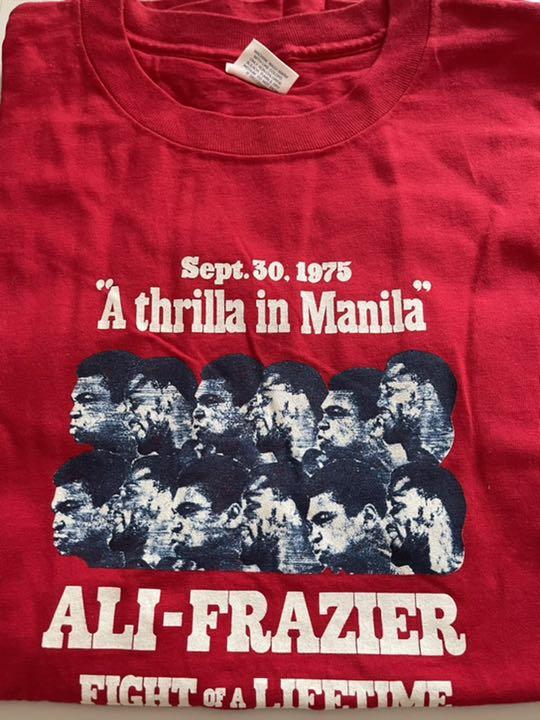 Sept. 30, 1975
"A thrilla in Manila"
ALI-FRAZIER
FIGHT OF A LIFETIME